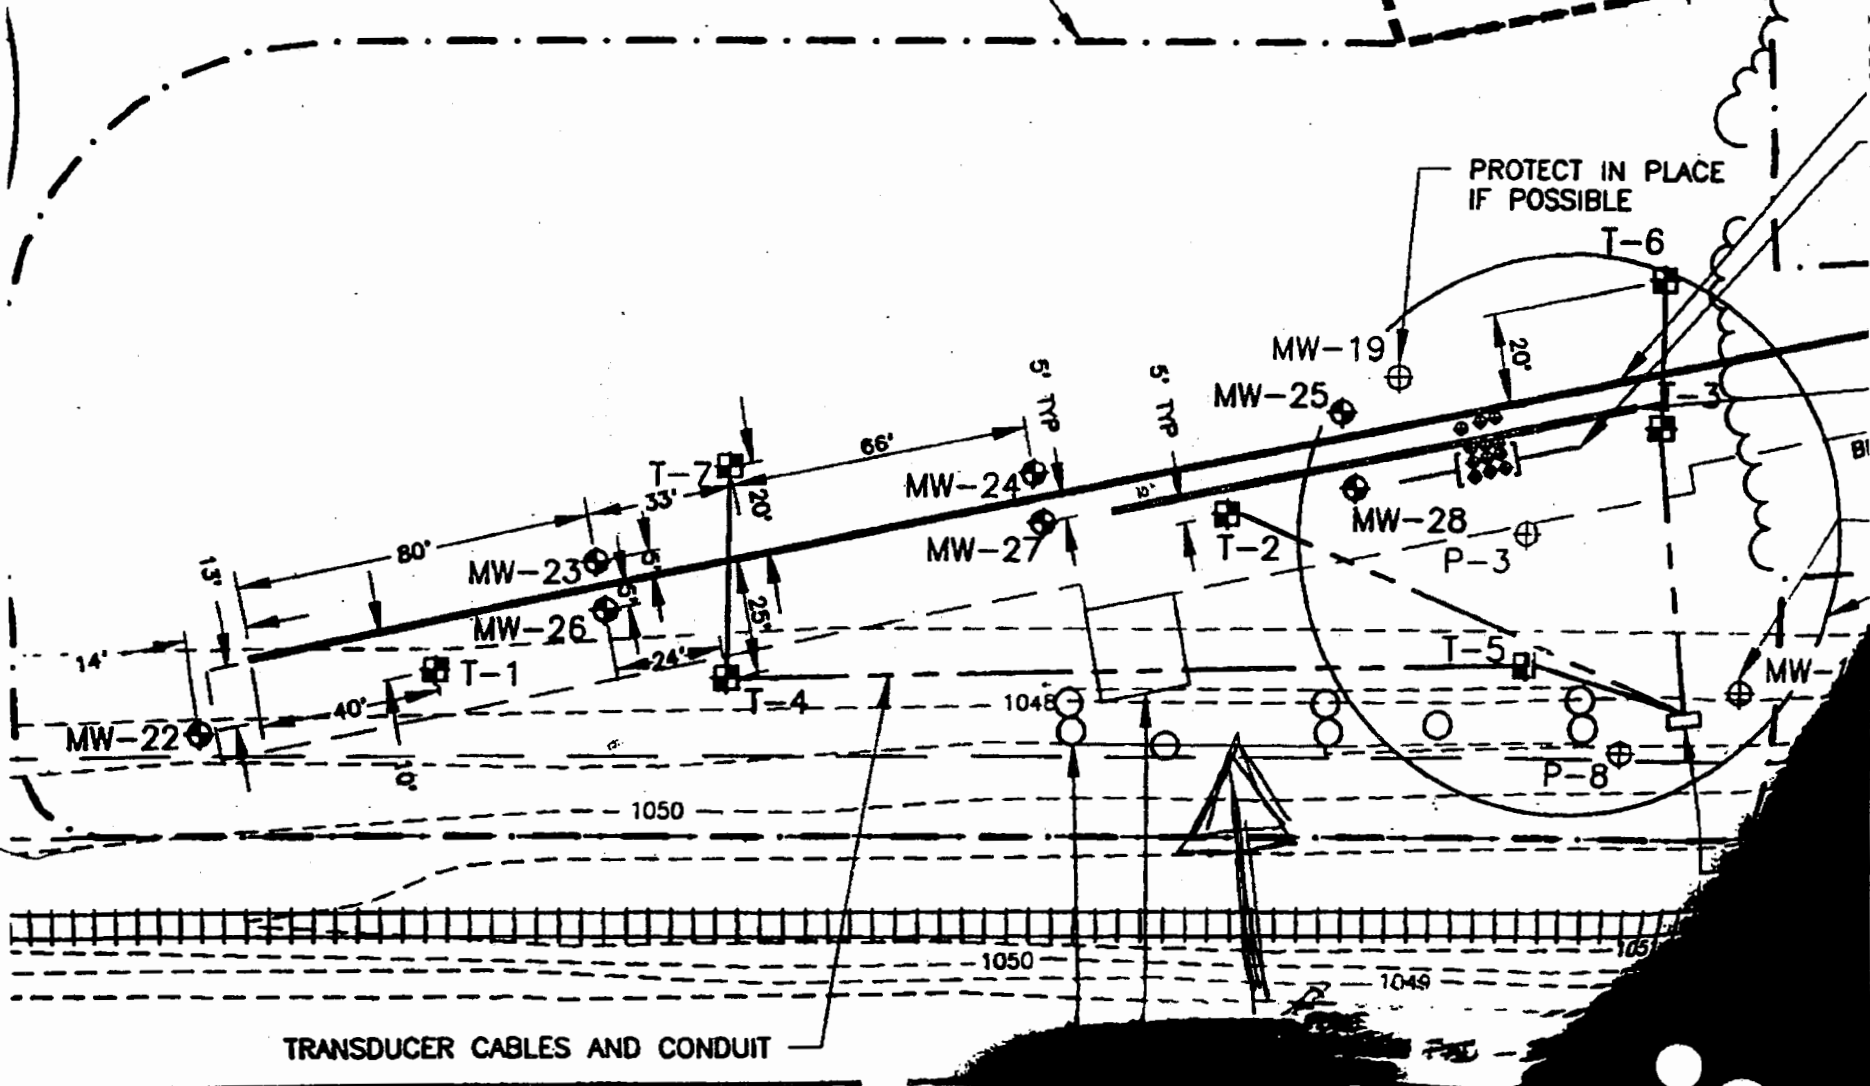 PROTECT IN PLACE
IF POSSIBLE
T-6
MW-19
20'
5' TYP
5' TYP
MW-25
T-3
66'
T-7
33'
20'
MW-24
MW-28
MW-27
T-2
P-3
80'
13'
MW-23
5'
5'
MW-26
25'
14'
24'
T-1
T-4
T-5
40'
MW-22
1048
P-8
1050
1050
1049
TRANSDUCER CABLES AND CONDUIT